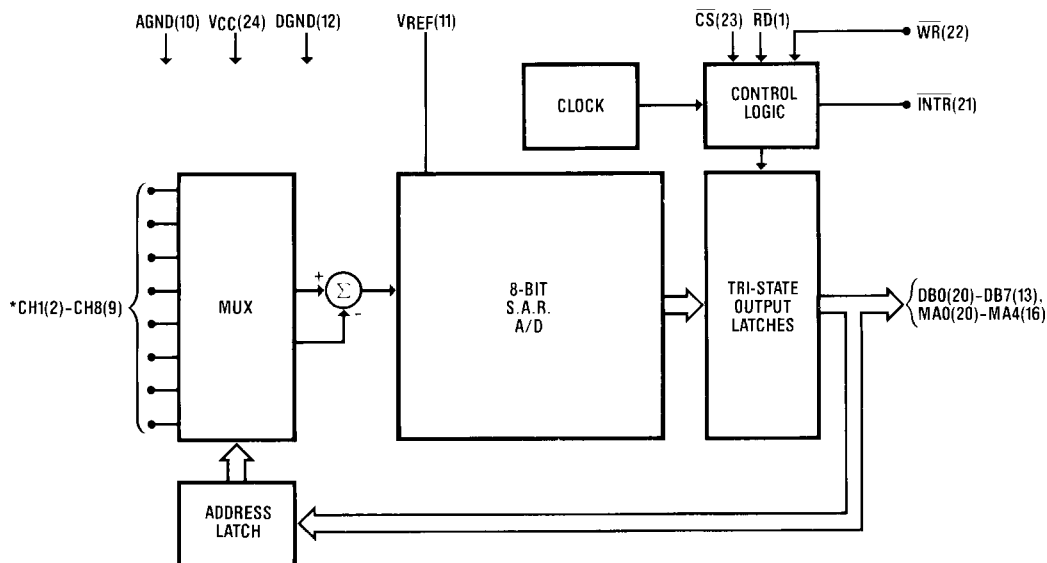 AGND(10) VCC(24) DGND(12) VREF(11) CS(23) RD(1)
WR(22)
CLOCK
CONTROL
LOGIC
INTR(21)
*CH1(2)-CH8(9)
MUX
+
Σ
-
8-BIT
S.A.R.
A/D
TRI-STATE
OUTPUT
LATCHES
DB0(20)-DB7(13),
MA0(20)-MA4(16)
ADDRESS
LATCH